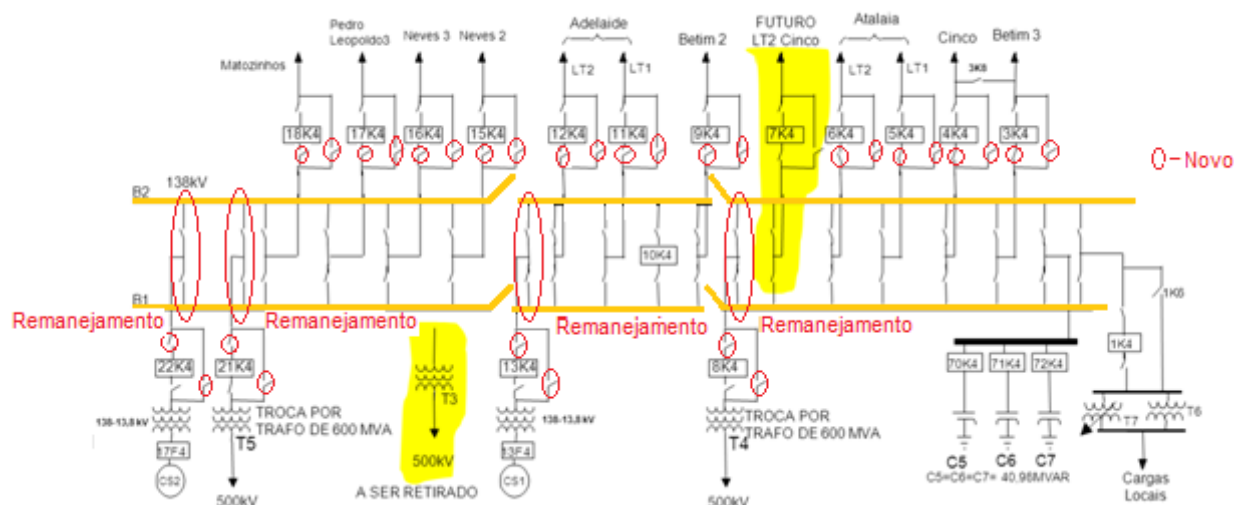 Pedro
Leopoldo3
Neves 3
Neves 2
Adelaide
Betim 2
FUTURO
LT2 Cinco
Atalaia
Cinco
Betim 3
Matozinhos
LT2
LT1
LT2
LT1
3K6
18K4
17K4
16K4
15K4
12K4
11K4
9K4
7K4
6K4
5K4
4K4
3K4
O-Novo
138kV
B2
10K4
B1
1K6
Remanejamento
Remanejamento
Remanejamento
Remanejamento
22K4
21K4
13K4
8K4
70K4
71K4
72K4
1K4
T3
138-13,8 kV
TROCA POR
TRAFO DE 600 MVA
T5
138-13,8kV
TROCA POR
TRAFO DE 600 MVA
T4
T7
T6
17F4
13F4
500kV
C5
C6
C7
C5=C6=C7= 40,98MVAR
CS2
CS1
A SER RETIRADO
500kV
500kV
Cargas
Locais